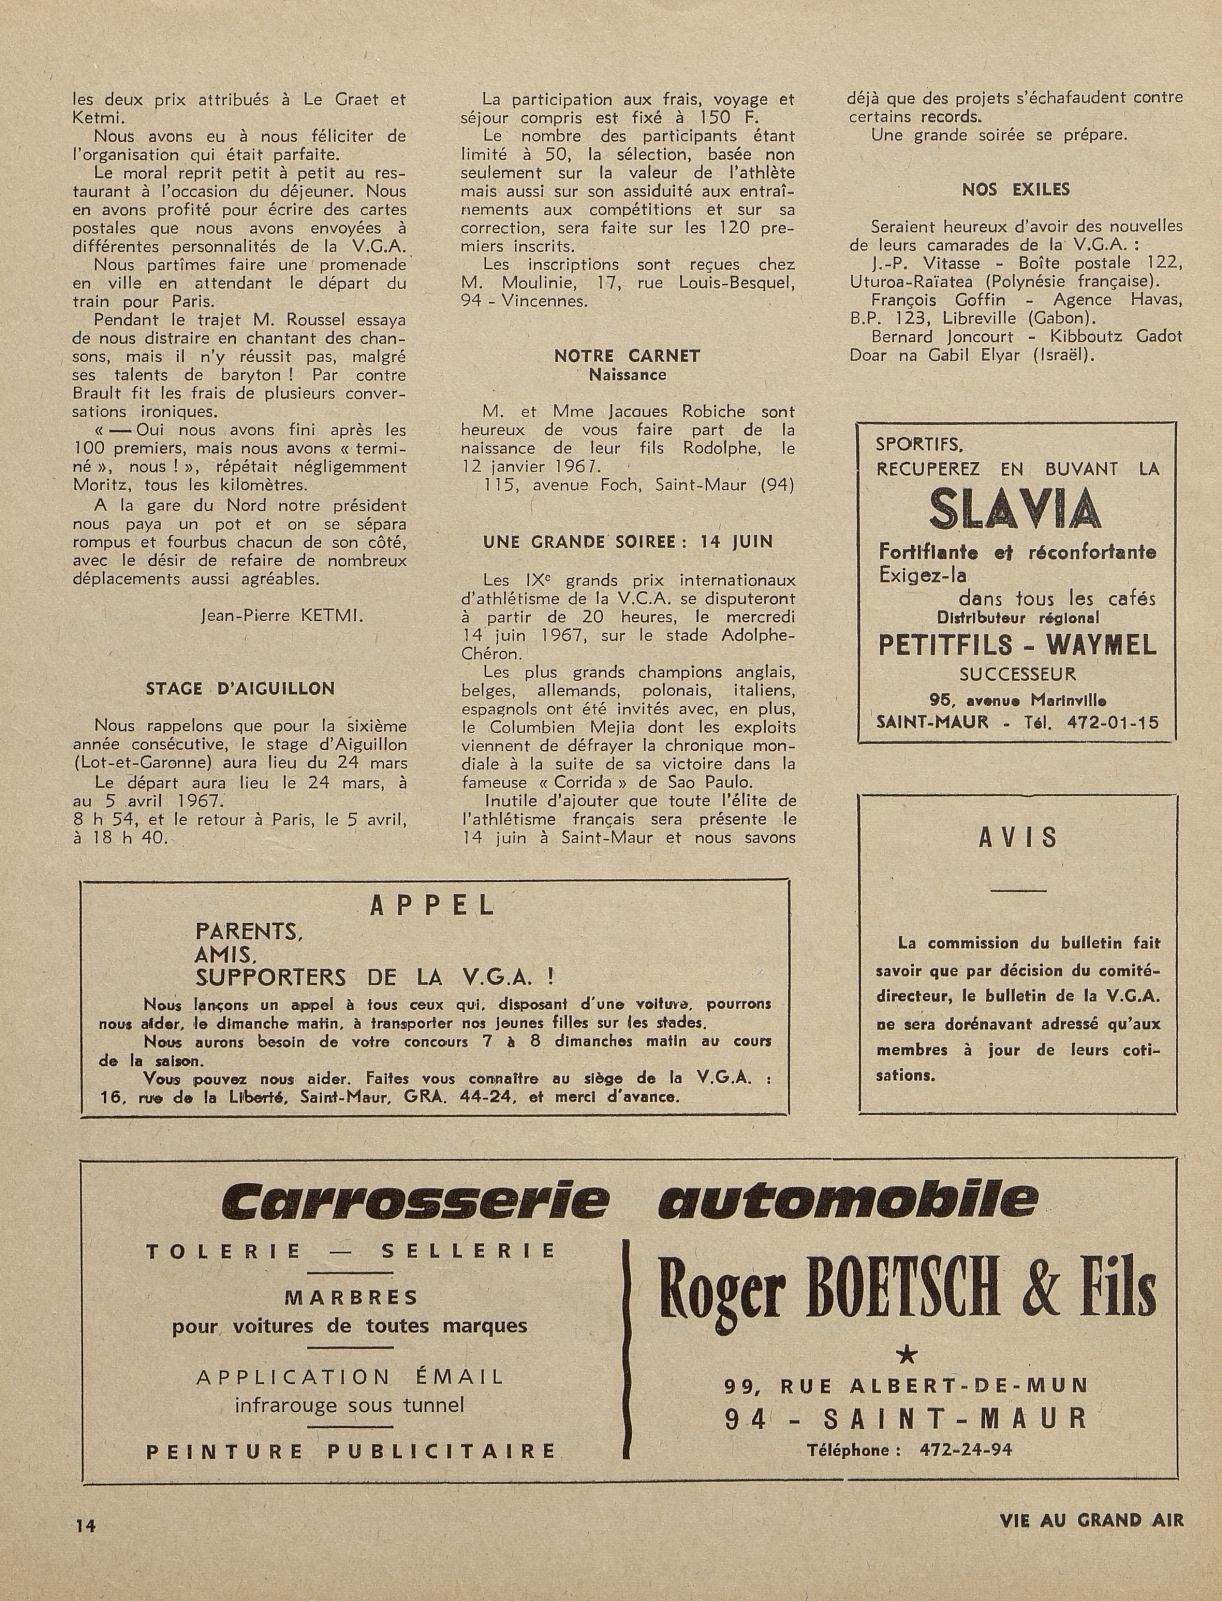 les deux prix attribués à Le Graet et
Ketmi.
Nous avons eu à nous féliciter de
l'organisation qui était parfaite.
Le moral reprit petit à petit au res-
taurant à l'occasion du déjeuner. Nous
en avons profité pour écrire des cartes
postales que nous avons envoyées à
différentes personnalités de la V.G.A.
Nous partîmes faire une promenade
en ville en attendant le départ du
train pour Paris.
Pendant le trajet M. Roussel essaya
de nous distraire en chantant des chan-
sons, mais il n'y réussit pas, malgré
ses talents de baryton ! Par contre
Brault fit les frais de plusieurs conver-
sations ironiques.
« — Oui nous avons fini après les
100 premiers, mais nous avons « termi-
né », nous ! », répétait négligemment
Moritz, tous les kilomètres.
A la gare du Nord notre président
nous paya un pot et on se sépara
rompus et fourbus chacun de son côté,
avec le désir de refaire de nombreux
déplacements aussi agréables.
Jean-Pierre KETMI.
STAGE D'AIGUILLON
Nous rappelons que pour la sixième
année consécutive, le stage d'Aiguillon
(Lot-et-Garonne) aura lieu du 24 mars
Le départ aura lieu le 24 mars, à
au 5 avril 1967.
8 h 54, et le retour à Paris, le 5 avril,
à 18 h 40.
La participation aux frais, voyage et
séjour compris est fixé à 150 F.
Le nombre des participants étant
limité à 50, la sélection, basée non
seulement sur la valeur de l'athlète
mais aussi sur son assiduité aux entraî-
nements aux compétitions et sur sa
correction, sera faite sur les 120 pre-
miers inscrits.
Les inscriptions sont reçues chez
M. Moulinie, 17, rue Louis-Besquel,
94 - Vincennes.
NOTRE CARNET
Naissance
M. et Mme Jacques Robiche sont
heureux de vous faire part de la
naissance de leur fils Rodolphe, le
12 janvier 1967.
115, avenue Foch, Saint-Maur (94)
UNE GRANDE SOIREE : 14 JUIN
Les IXe grands prix internationaux
d'athlétisme de la V.C.A. se disputeront
à partir de 20 heures, le mercredi
14 juin 1967, sur le stade Adolphe-
Chéron.
Les plus grands champions anglais,
belges, allemands, polonais, italiens,
espagnols ont été invités avec, en plus,
le Columbien Mejia dont les exploits
viennent de défrayer la chronique mon-
diale à la suite de sa victoire dans la
fameuse « Corrida » de Sao Paulo.
Inutile d'ajouter que toute l'élite de
l'athlétisme français sera présente le
14 juin à Saint-Maur et nous savons
déjà que des projets s'échafaudent contre
certains records.
Une grande soirée se prépare.
NOS EXILES
Seraient heureux d'avoir des nouvelles
de leurs camarades de la V.G.A. :
J.-P. Vitasse - Boîte postale 122,
Uturoa-Raïatea (Polynésie française).
François Goffin - Agence Havas,
B.P. 123, Libreville (Gabon).
Bernard Joncourt - Kibboutz Gadot
Doar na Gabil Elyar (Israël).
SPORTIFS,
RECUPEREZ EN BUVANT LA
SLAVIA
Fortifiante et réconfortante
Exigez-la
dans tous les cafés
Distributeur régional
PETITFILS - WAYMEL
SUCCESSEUR
95, avenue Marinville
SAINT-MAUR - Tél. 472-01-15
AVIS
La commission du bulletin fait
savoir que par décision du comité-
directeur, le bulletin de la V.G.A.
ne sera dorénavant adressé qu'aux
membres à jour de leurs coti-
sations.
APPEL
PARENTS,
AMIS,
SUPPORTERS DE LA V.G.A. !
Nous lançons un appel à tous ceux qui, disposant d'une voiture, pourrons
nous aider, le dimanche matin, à transporter nos jeunes filles sur les stades.
Nous aurons besoin de votre concours 7 à 8 dimanches matin au cours
de la saison.
Vous pouvez nous aider. Faites vous connaître au siège de la V.G.A. :
16, rue de la Liberté, Saint-Maur, GRA. 44-24, et merci d'avance.
Carrosserie automobile
TOLERIE — SELLERIE
MARBRES
pour voitures de toutes marques
APPLICATION ÉMAIL
infrarouge sous tunnel
PEINTURE PUBLICITAIRE
Roger BOETSCH & Fils
★
99, RUE ALBERT-DE-MUN
94 - SAINT-MAUR
Téléphone : 472-24-94
14
VIE AU GRAND AIR